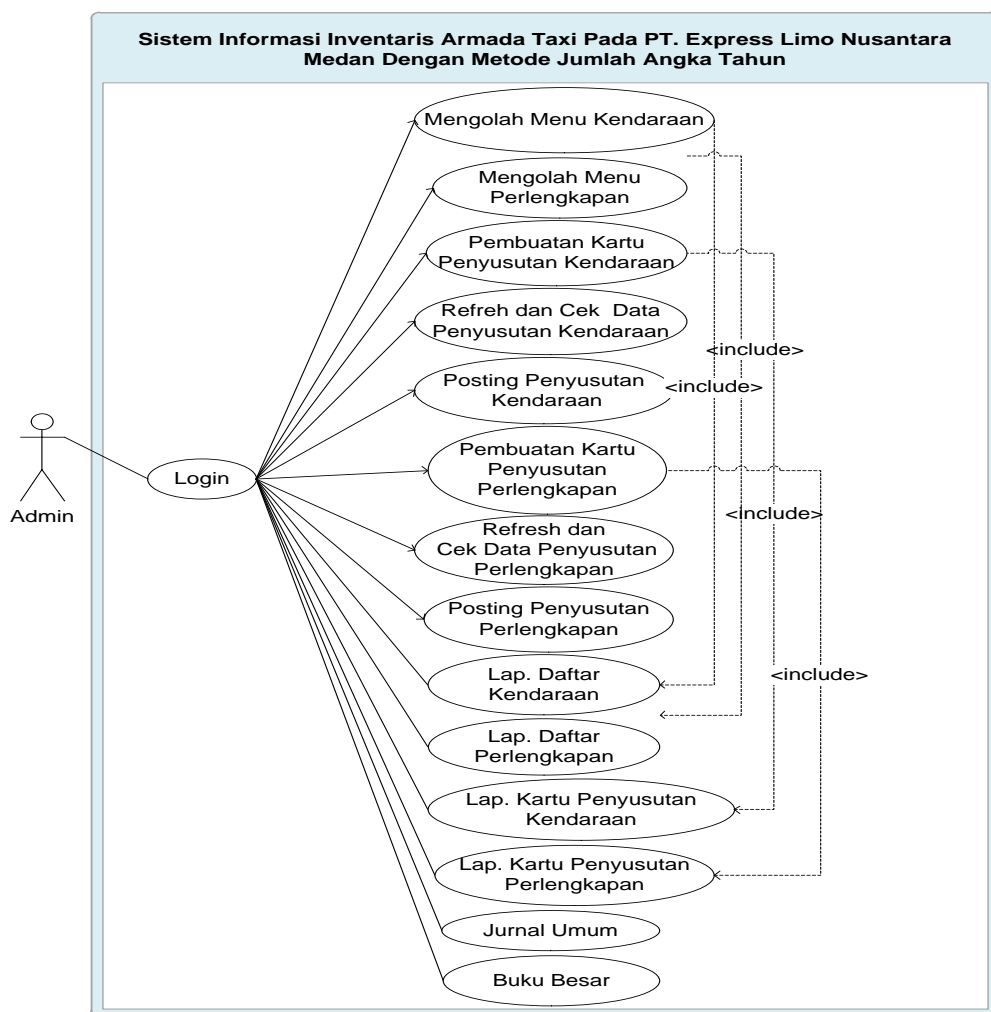 Sistem Informasi Inventaris Armada Taxi Pada PT. Express Limo Nusantara
Medan Dengan Metode Jumlah Angka Tahun
Mengolah Menu Kendaraan
Mengolah Menu
Perlengkapan
Pembuatan Kartu
Penyusutan Kendaraan
Refreh dan Cek Data
Penyusutan Kendaraan
<include>
Posting Penyusutan
Kendaraan
<include>
Admin
Login
Pembuatan Kartu
Penyusutan
Perlengkapan
<include>
Refresh dan
Cek Data Penyusutan
Perlengkapan
Posting Penyusutan
Perlengkapan
Lap. Daftar
Kendaraan
<include>
Lap. Daftar
Perlengkapan
Lap. Kartu Penyusutan
Kendaraan
Lap. Kartu Penyusutan
Perlengkapan
Jurnal Umum
Buku Besar